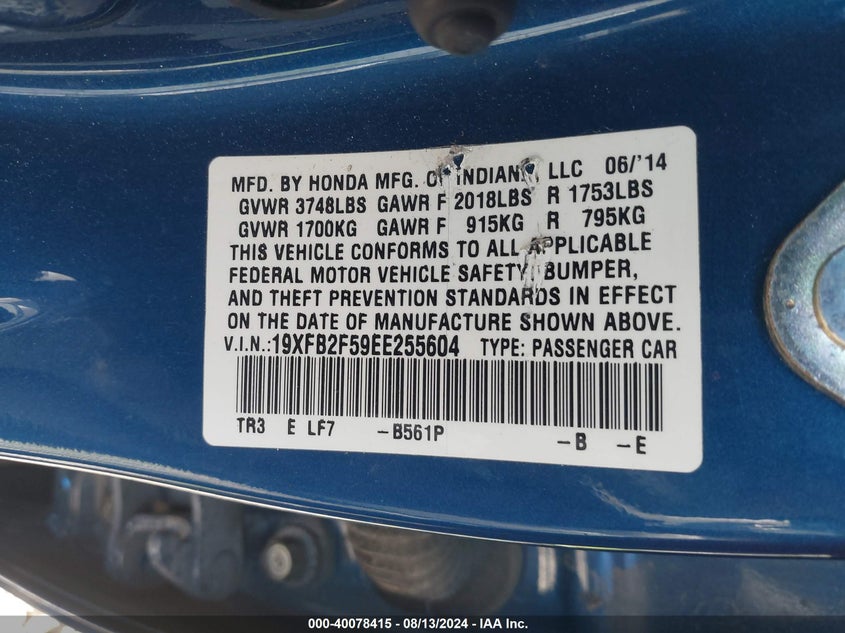 MFD. BY HONDA MFG. OF INDIANA LLC 06/'14
GVWR 3748LBS GAWR F 2018LBS R 1753LBS
GVWR 1700KG GAWR F 915KG R 795KG
THIS VEHICLE CONFORMS TO ALL APPLICABLE
FEDERAL MOTOR VEHICLE SAFETY, BUMPER,
AND THEFT PREVENTION STANDARDS IN EFFECT
ON THE DATE OF MANUFACTURE SHOWN ABOVE.
V.I.N.:19XFB2F59EE255604 TYPE: PASSENGER CAR
TR3 E LF7 -B561P -B -E
000-40078415 - 08/13/2024 - IAA Inc.